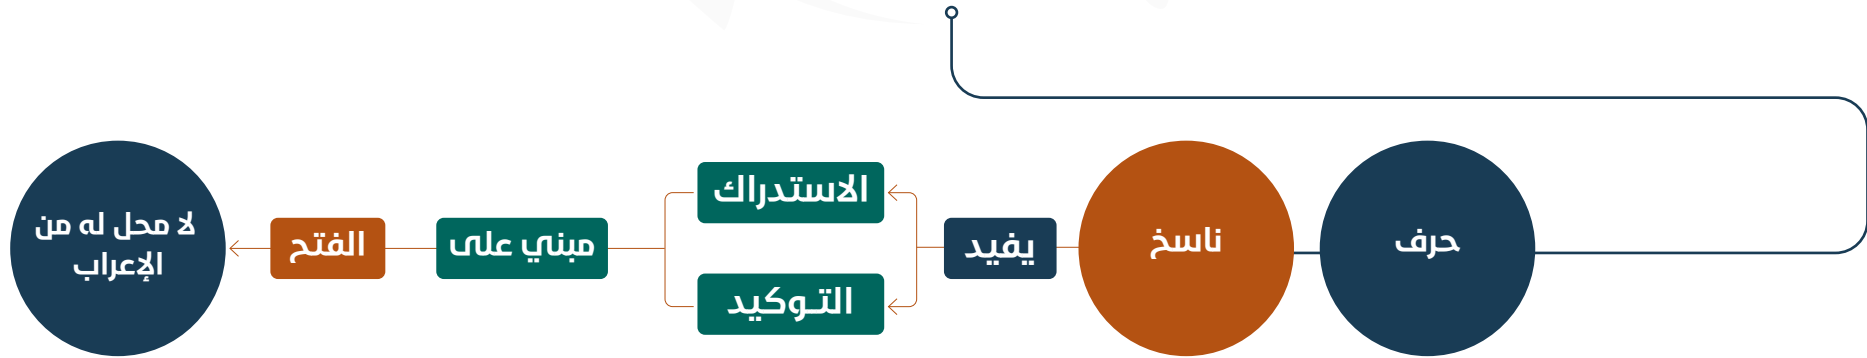 حرف
ناسخ
يفيد
الاستدراك
التـوكيد
مبني على
الفتح
لا محل له من
الإعراب